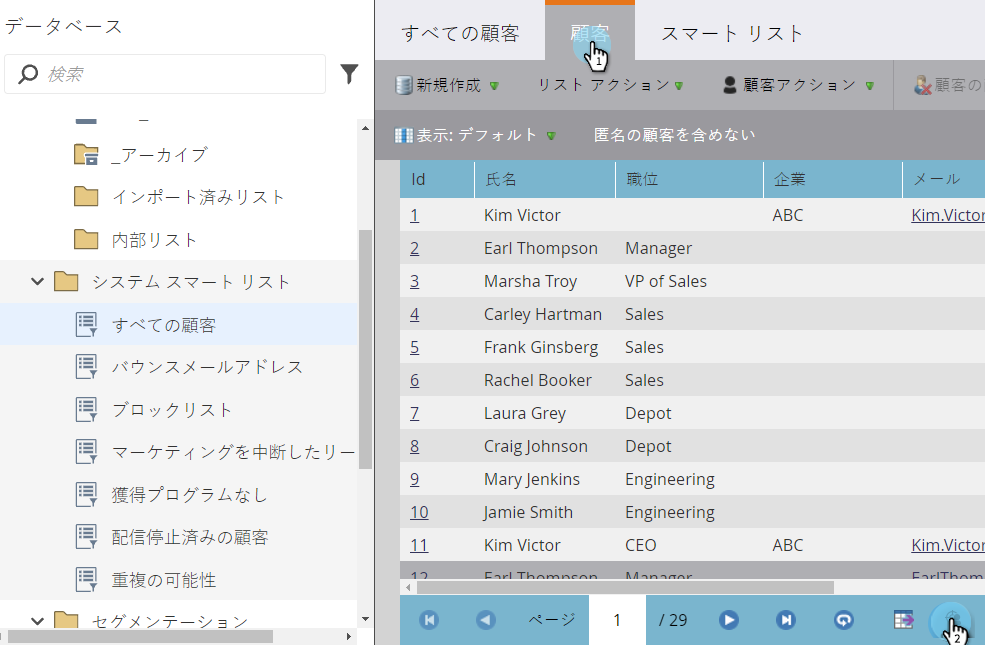 データベース
検索
_アーカイブ
インポート済みリスト
内部リスト
システム スマート リスト
すべての顧客
バウンスメールアドレス
ブロックリスト
マーケティングを中断したリー
獲得プログラムなし
配信停止済みの顧客
重複の可能性
セグメンテーション
すべての顧客 顧客 スマート リスト
新規作成 リスト アクション 顧客アクション 顧客の
表示: デフォルト 匿名の顧客を含めない
Id 氏名 職位 企業 メール
1 Kim Victor ABC Kim.Victor
2 Earl Thompson Manager
3 Marsha Troy VP of Sales
4 Carley Hartman Sales
5 Frank Ginsberg Sales
6 Rachel Booker Sales
7 Laura Grey Depot
8 Craig Johnson Depot
9 Mary Jenkins Engineering
10 Jamie Smith Engineering
11 Kim Victor CEO ABC Kim.Victor
12 Earl Thompson Manager EarlThom
ページ 1 / 29
1
2